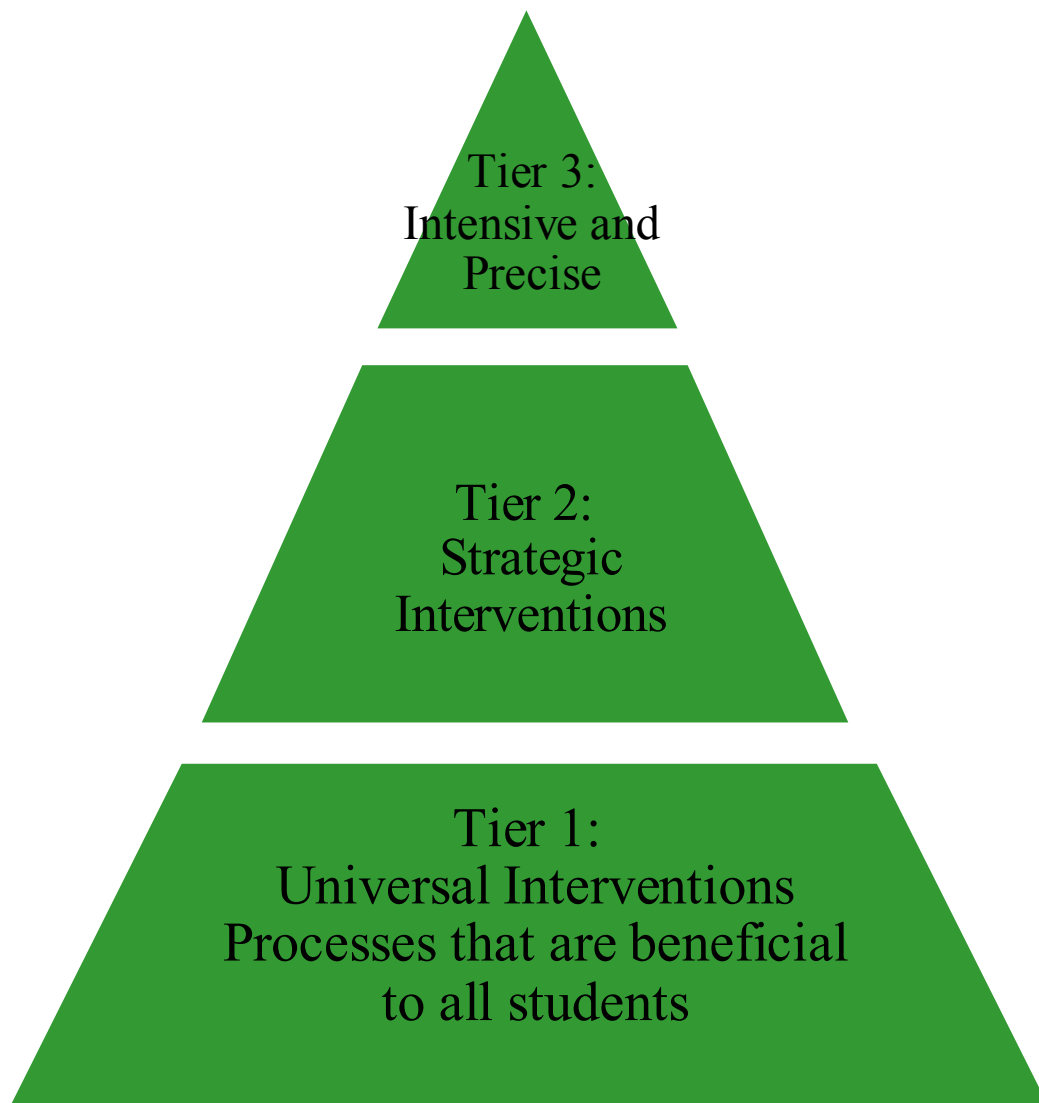 Tier 3:
Intensive and
Precise
Tier 2:
Strategic
Interventions
Tier 1:
Universal Interventions
Processes that are beneficial
to all students